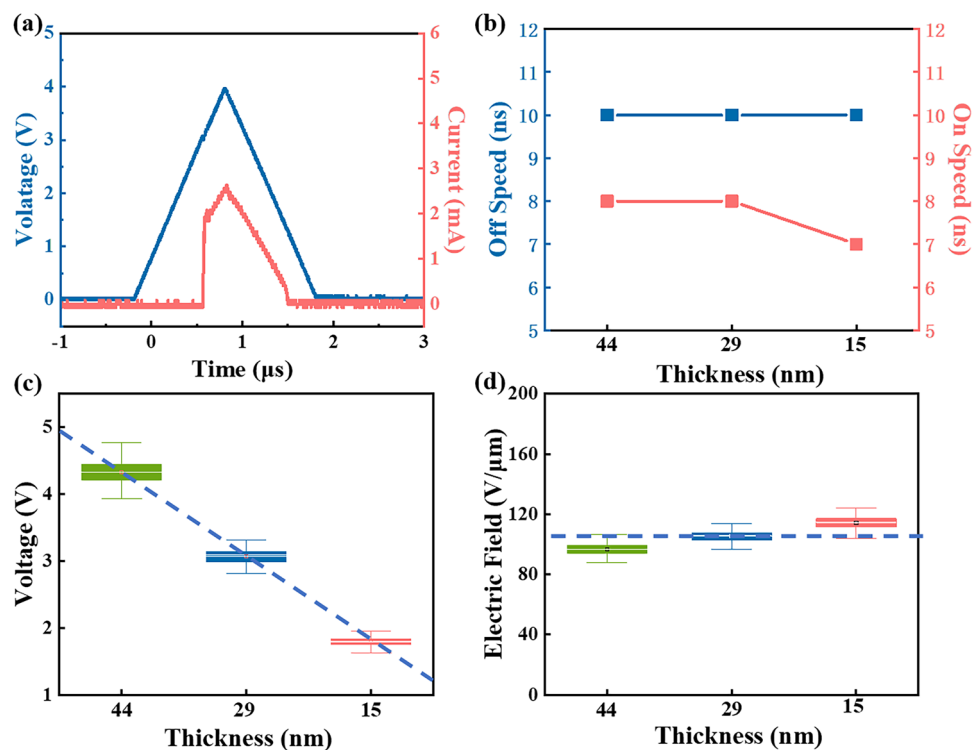 (a)
5
4
3
2
1
0
Volatage (V)
6
5
4
3
2
1
0
Current (mA)
-1 0 1 2 3
Time (μs)
(b)
12
11
10
9
8
7
6
5
Off Speed (ns)
12
11
10
9
8
7
6
5
On Speed (ns)
44 29 15
Thickness (nm)
(c)
5
4
3
2
1
Voltage (V)
44 29 15
Thickness (nm)
(d)
200
160
120
80
40
0
Electric Field (V/μm)
44 29 15
Thickness (nm)